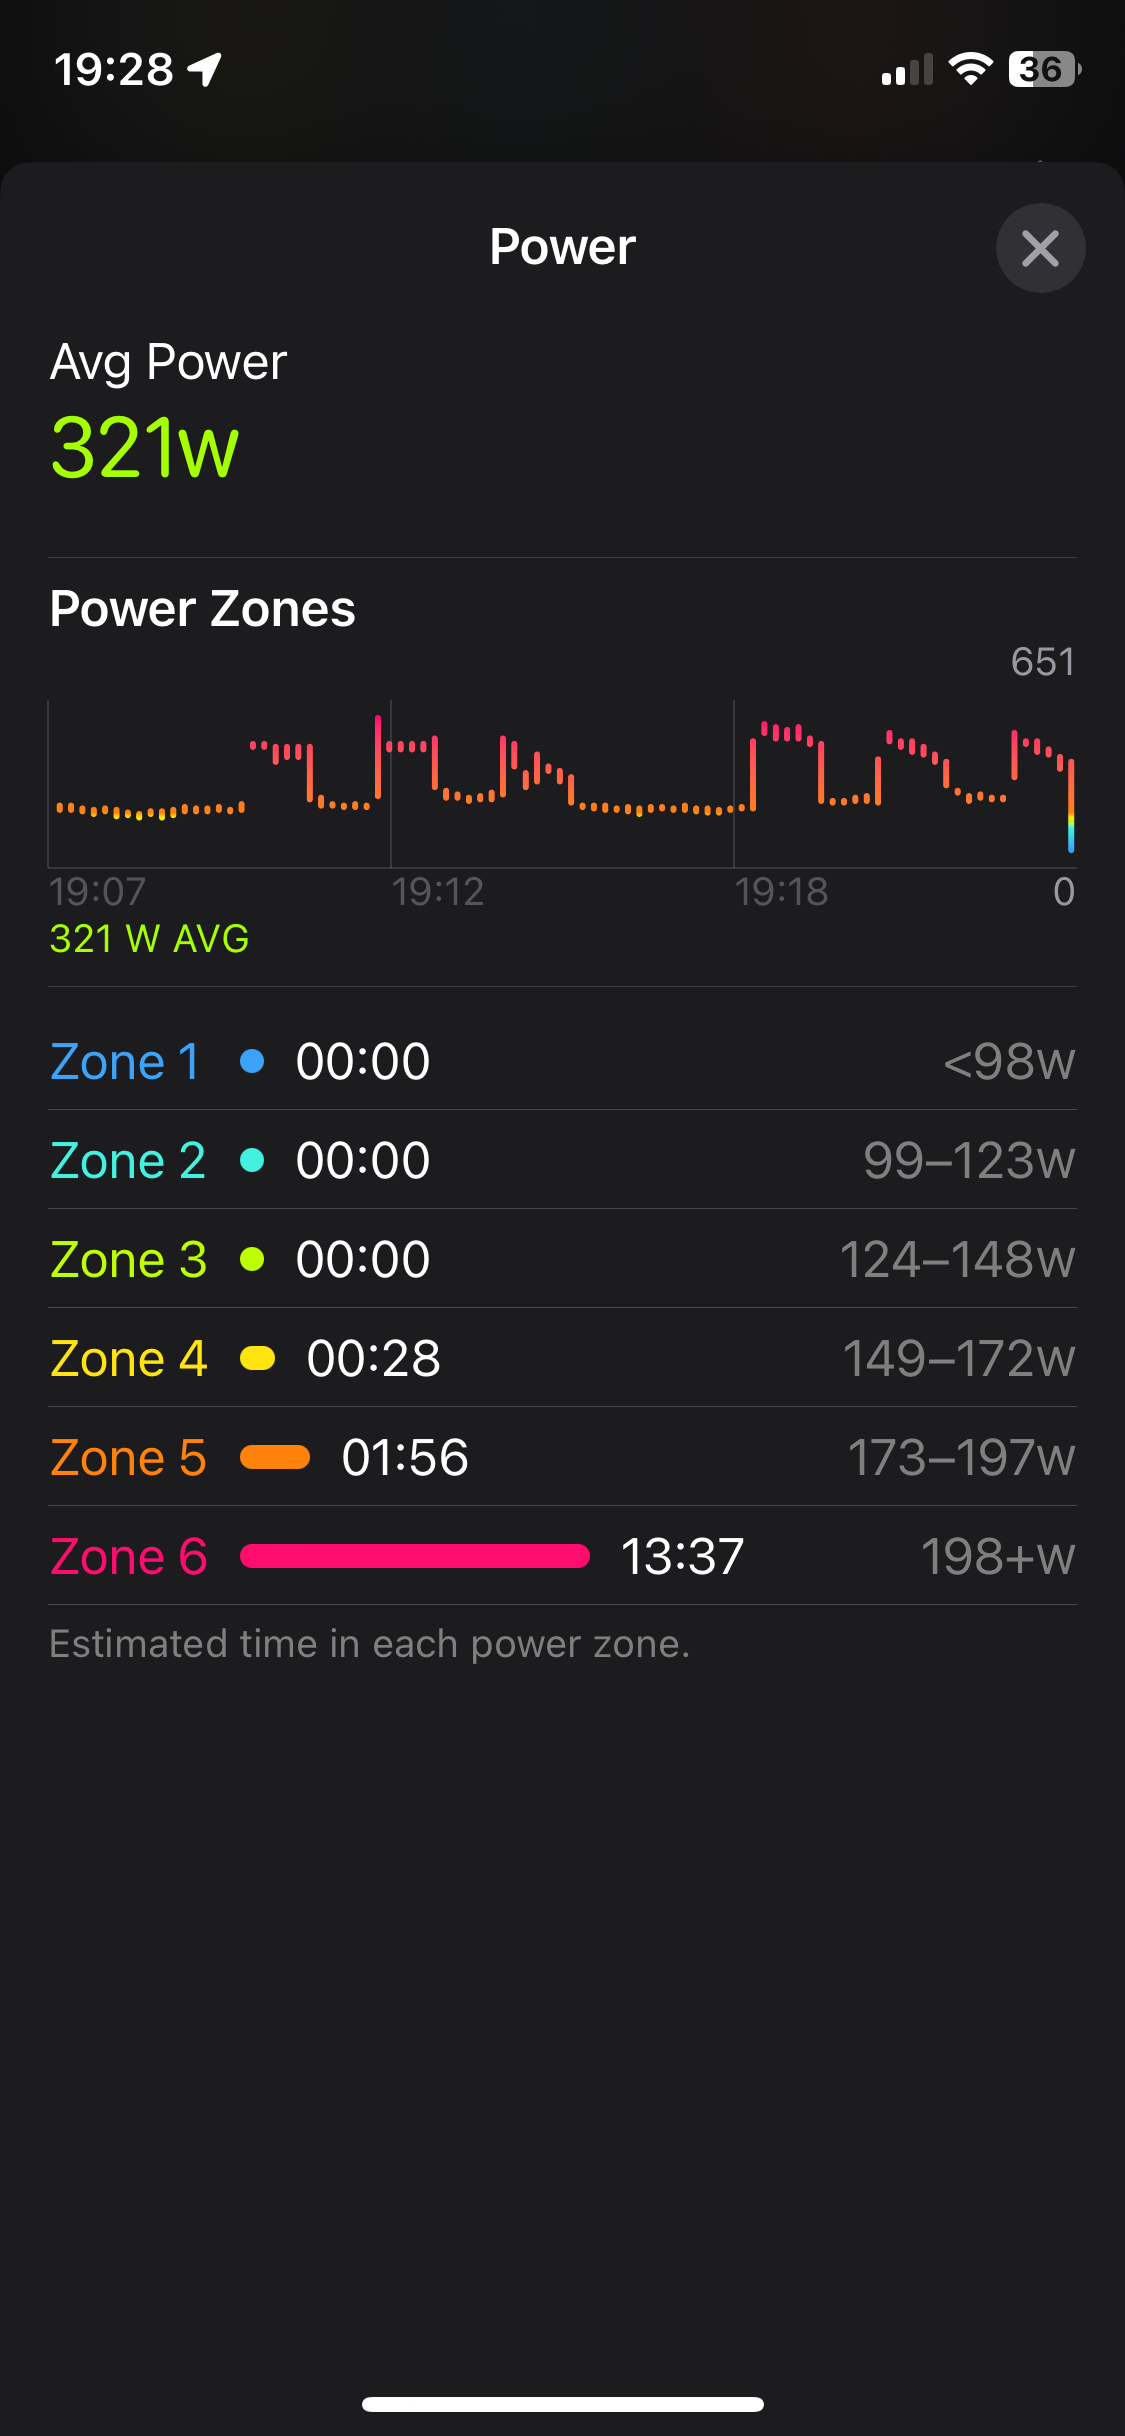 19:28
36
Power
Avg Power
321W
Power Zones
651
19:07 19:12 19:18 0
321 W AVG
Zone 1 00:00 <98W
Zone 2 00:00 99–123W
Zone 3 00:00 124–148W
Zone 4 00:28 149–172W
Zone 5 01:56 173–197W
Zone 6 13:37 198+W
Estimated time in each power zone.